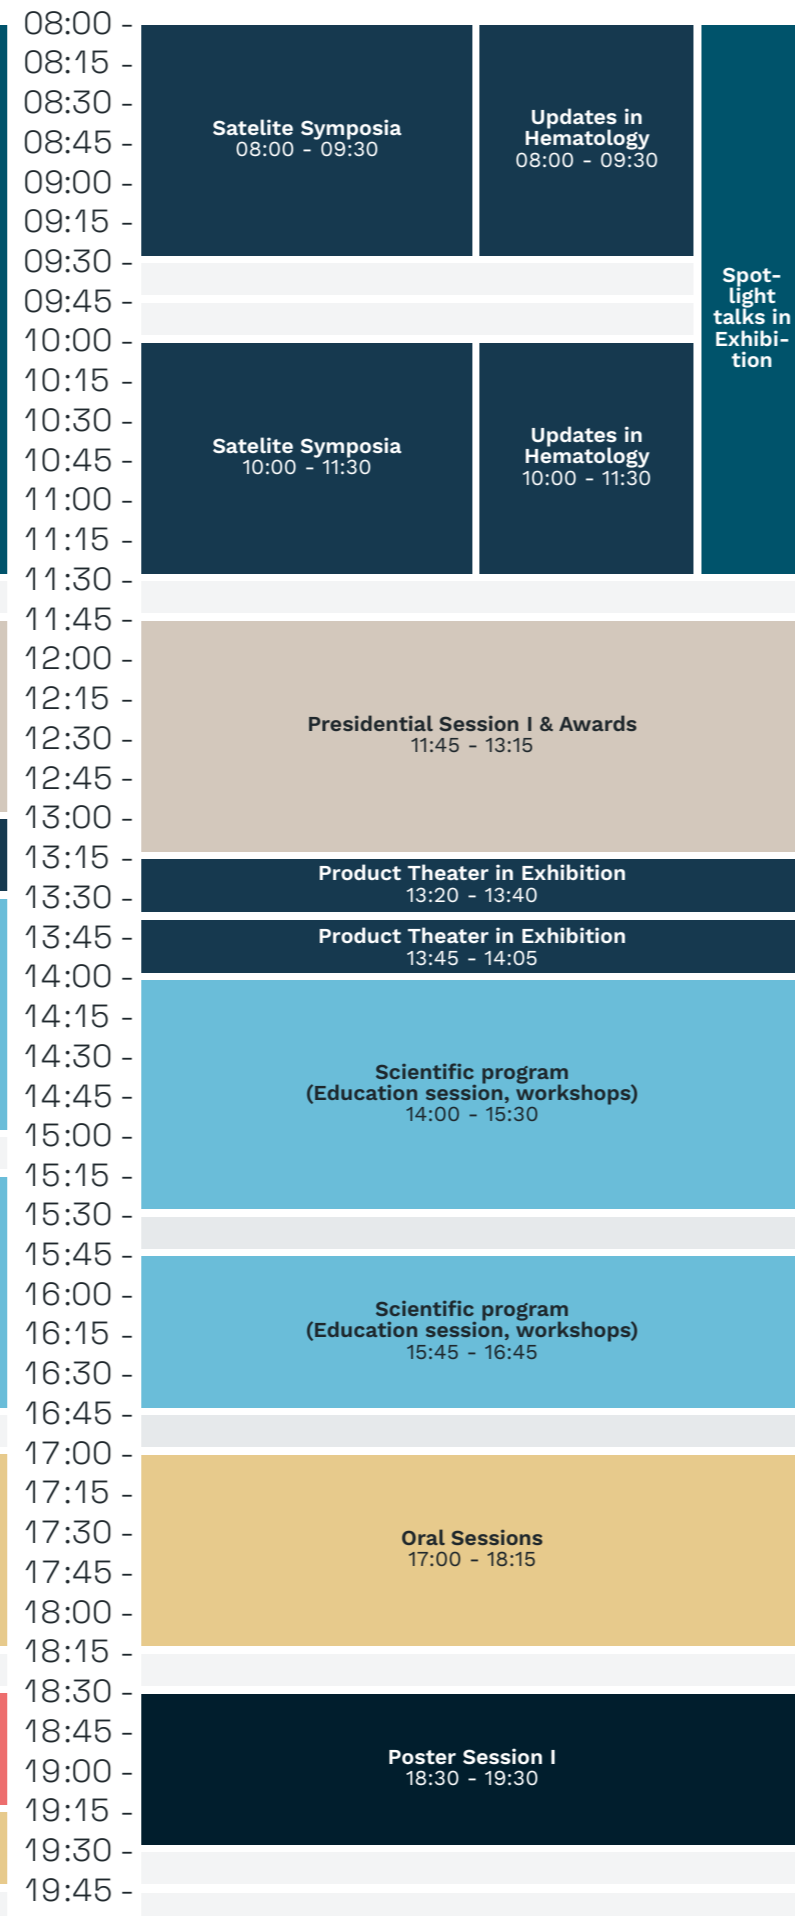 08:00 -
08:15 -
08:30 -
08:45 -
09:00 -
09:15 -
09:30 -
09:45 -
10:00 -
10:15 -
10:30 -
10:45 -
11:00 -
11:15 -
11:30 -
11:45 -
12:00 -
12:15 -
12:30 -
12:45 -
13:00 -
13:15 -
13:30 -
13:45 -
14:00 -
14:15 -
14:30 -
14:45 -
15:00 -
15:15 -
15:30 -
15:45 -
16:00 -
16:15 -
16:30 -
16:45 -
17:00 -
17:15 -
17:30 -
17:45 -
18:00 -
18:15 -
18:30 -
18:45 -
19:00 -
19:15 -
19:30 -
19:45 -
Satelite Symposia
08:00 - 09:30
Updates in
Hematology
08:00 - 09:30
Spot-
light
talks in
Exhibi-
tion
Satelite Symposia
10:00 - 11:30
Updates in
Hematology
10:00 - 11:30
Presidential Session I & Awards
11:45 - 13:15
Product Theater in Exhibition
13:20 - 13:40
Product Theater in Exhibition
13:45 - 14:05
Scientific program
(Education session, workshops)
14:00 - 15:30
Scientific program
(Education session, workshops)
15:45 - 16:45
Oral Sessions
17:00 - 18:15
Poster Session I
18:30 - 19:30